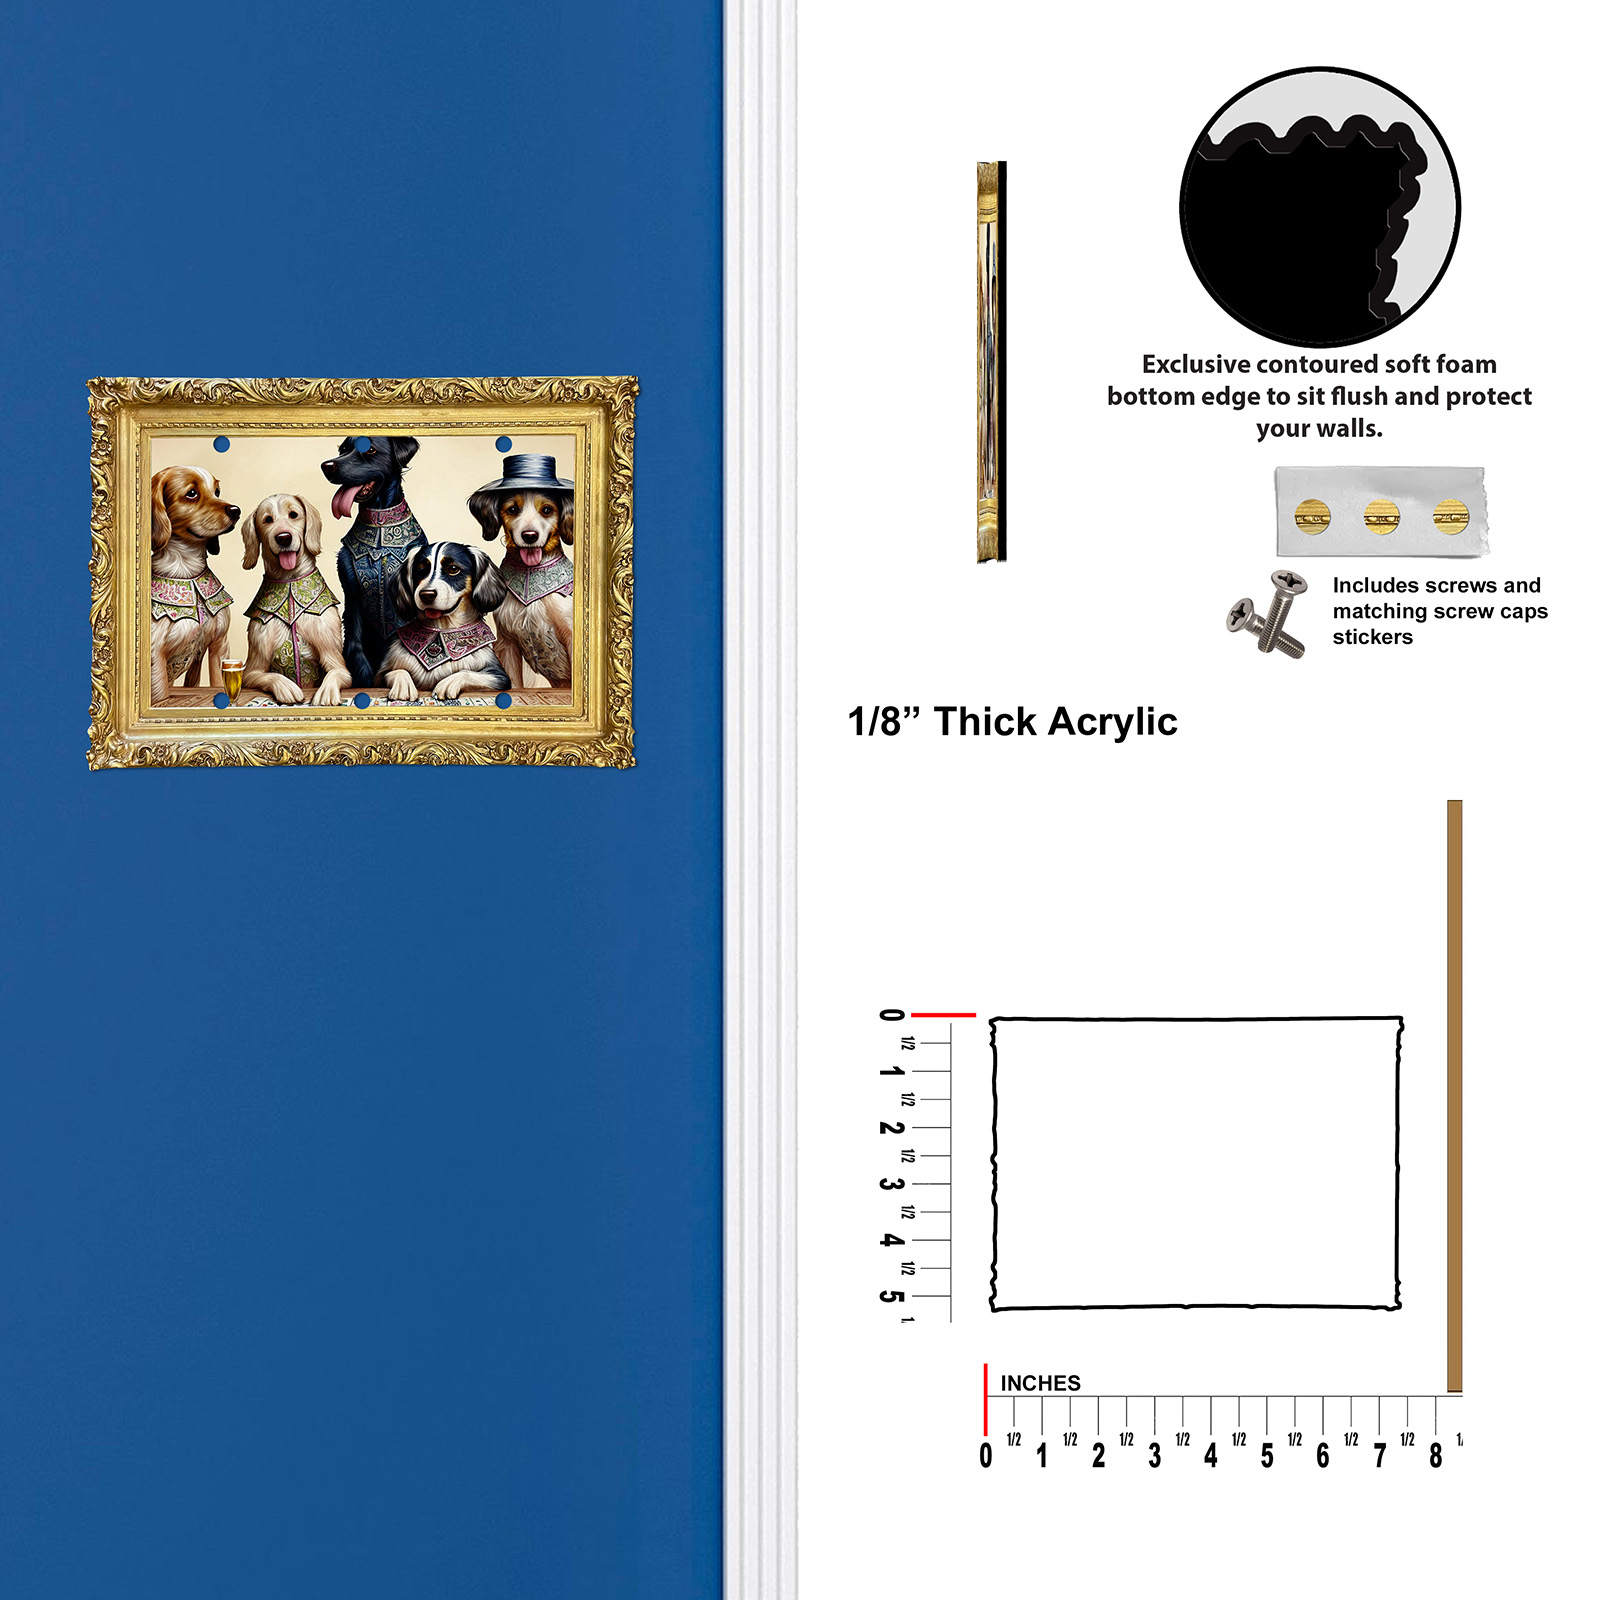 Exclusive contoured soft foam
bottom edge to sit flush and protect
your walls.
Includes screws and
matching screw caps
stickers
1/8” Thick Acrylic
0
1/2
1
1/2
2
1/2
3
1/2
4
1/2
5
INCHES
0 1/2 1 1/2 2 1/2 3 1/2 4 1/2 5 1/2 6 1/2 7 1/2 8